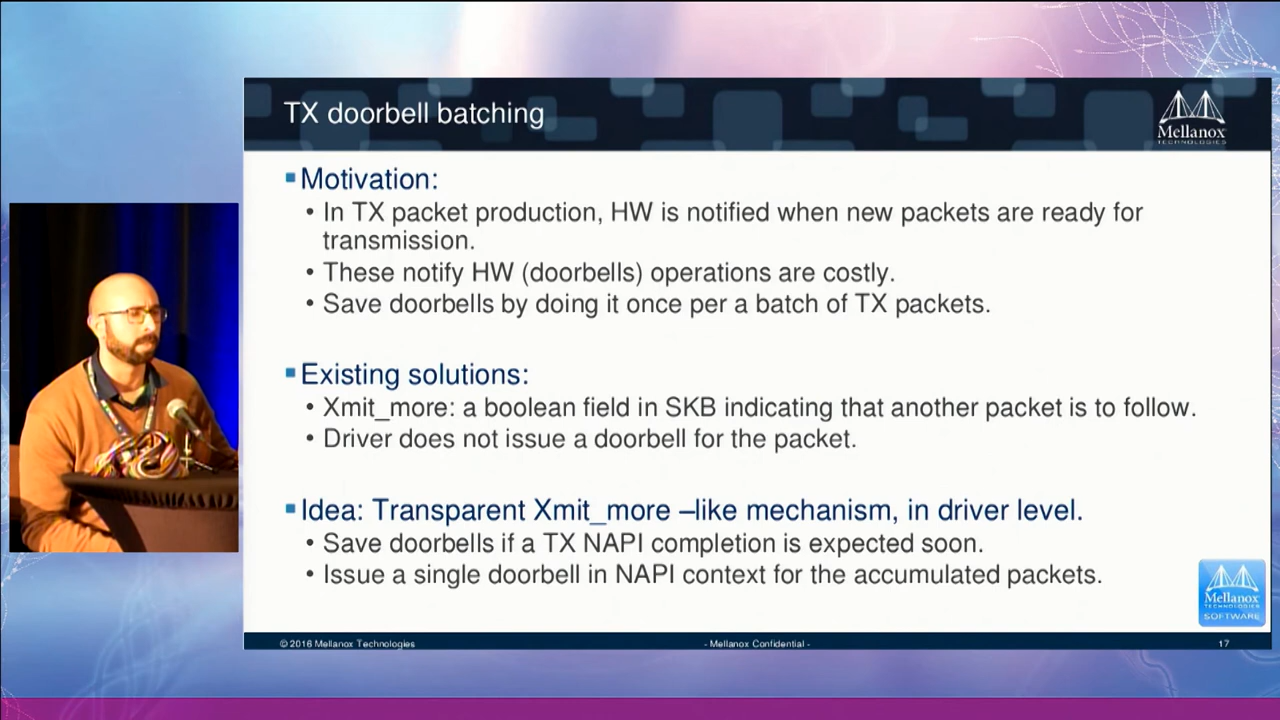 TX doorbell batching
Mellanox
TECHNOLOGIES
Motivation:
• In TX packet production, HW is notified when new packets are ready for
transmission.
• These notify HW (doorbells) operations are costly.
• Save doorbells by doing it once per a batch of TX packets.
Existing solutions:
• Xmit_more: a boolean field in SKB indicating that another packet is to follow.
• Driver does not issue a doorbell for the packet.
Idea: Transparent Xmit_more –like mechanism, in driver level.
• Save doorbells if a TX NAPI completion is expected soon.
• Issue a single doorbell in NAPI context for the accumulated packets.
Mellanox
TECHNOLOGIES
SOFTWARE
© 2016 Mellanox Technologies
- Mellanox Confidential -
17